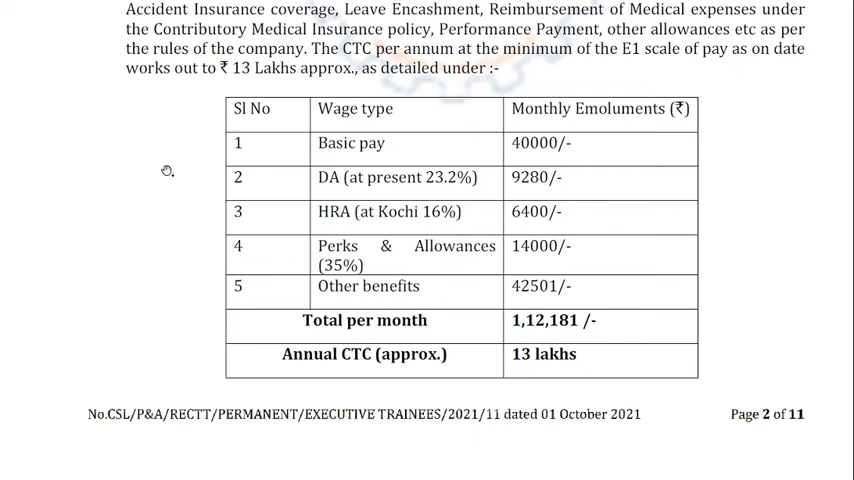 Accident Insurance coverage, Leave Encashment, Reimbursement of Medical expenses under
the Contributory Medical Insurance policy, Performance Payment, other allowances etc as per
the rules of the company. The CTC per annum at the minimum of the E1 scale of pay as on date
works out to ₹ 13 Lakhs approx., as detailed under :-
Sl No Wage type Monthly Emoluments (₹)
1 Basic pay 40000/-
2 DA (at present 23.2%) 9280/-
3 HRA (at Kochi 16%) 6400/-
4 Perks & Allowances 14000/-
(35%)
5 Other benefits 42501/-
Total per month 1,12,181 /-
Annual CTC (approx.) 13 lakhs
No.CSL/P&A/RECTT/PERMANENT/EXECUTIVE TRAINEES/2021/11 dated 01 October 2021 Page 2 of 11